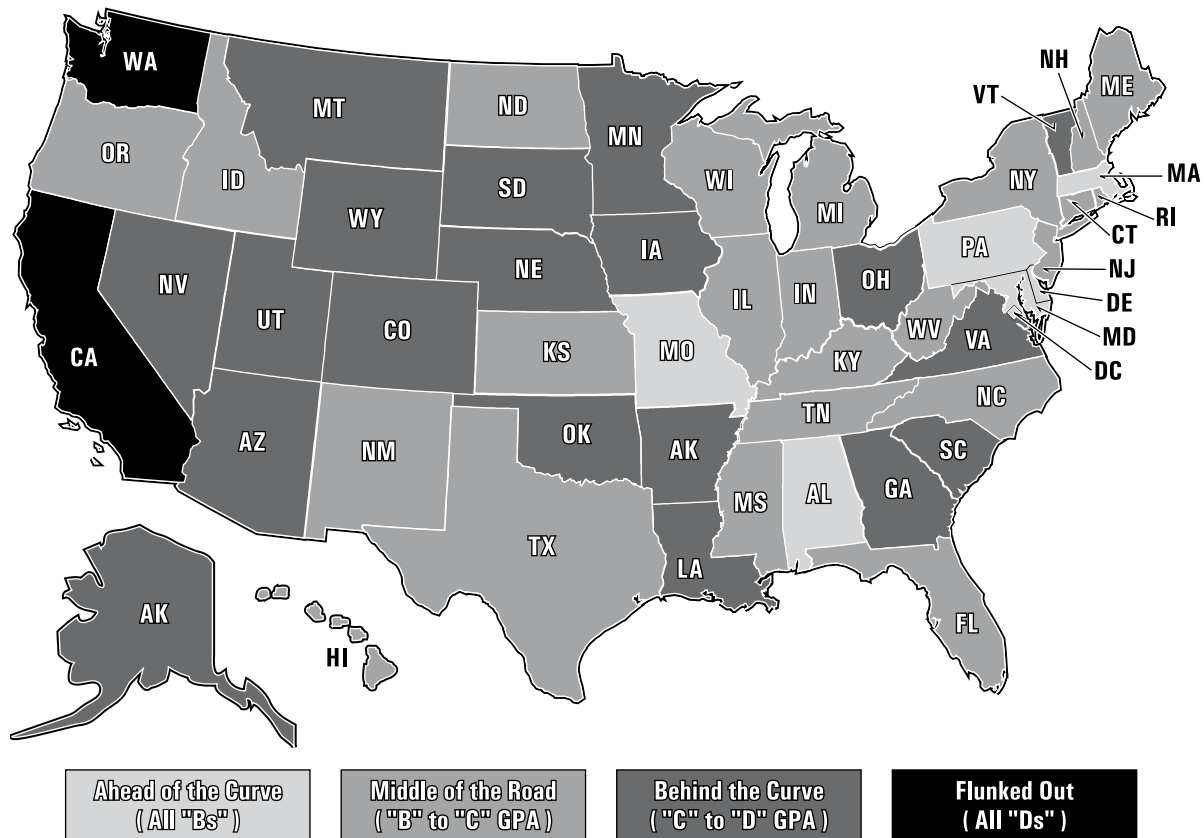 WA
MT
ND
MN
OR
ID
SD
WI
MI
NH
ME
VT
NY
MA
RI
CT
WY
IA
PA
NJ
NE
OH
DE
NV
UT
CO
IL
IN
WV
MD
VA
DC
CA
KS
MO
KY
NC
TN
AZ
NM
OK
AK
SC
MS
AL
GA
TX
LA
AK
HI
FL
Ahead of the Curve
( All "Bs" )
Middle of the Road
( "B" to "C" GPA )
Behind the Curve
( "C" to "D" GPA )
Flunked Out
( All "Ds" )